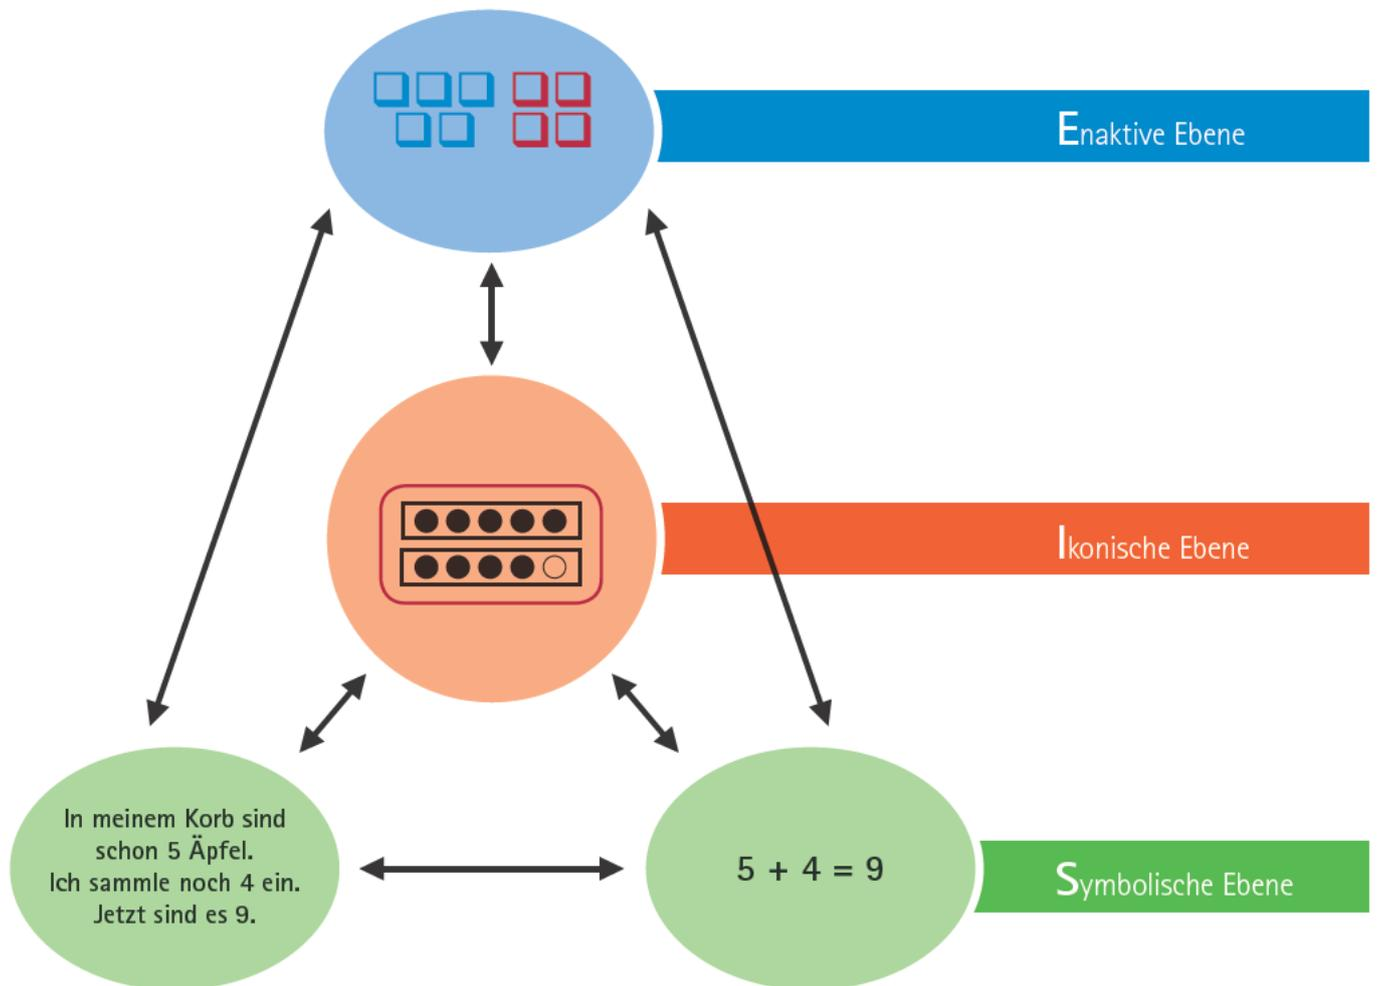 Enaktive Ebene
Ikonische Ebene
In meinem Korb sind
schon 5 Äpfel.
Ich sammle noch 4 ein.
Jetzt sind es 9.
5 + 4 = 9
Symbolische Ebene